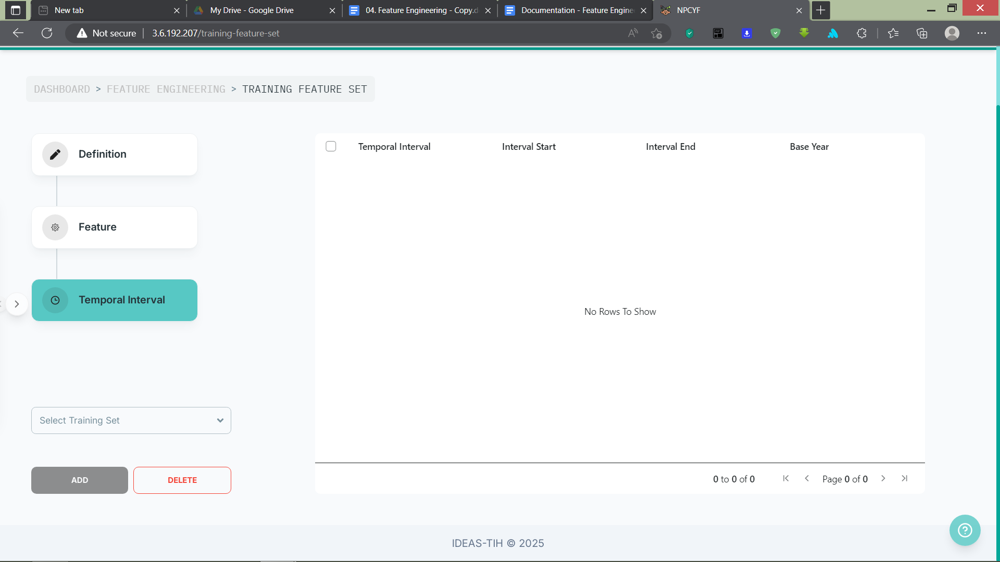 New tab
My Drive - Google Drive
04. Feature Engineering - Copy.d
Documentation - Feature Engine
NPCYF
Not secure
3.6.192.207/training-feature-set
DASHBOARD > FEATURE ENGINEERING > TRAINING FEATURE SET
Definition
Feature
Temporal Interval
Select Training Set
ADD
DELETE
Temporal Interval
Interval Start
Interval End
Base Year
No Rows To Show
0 to 0 of 0
Page 0 of 0
IDEAS-TIH © 2025